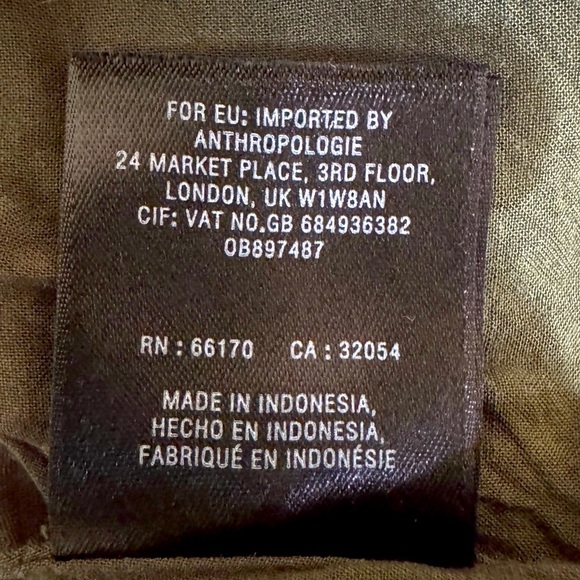 FOR EU: IMPORTED BY
ANTHROPOLOGIE
24 MARKET PLACE, 3RD FLOOR,
LONDON, UK W1W8AN
CIF: VAT NO.GB 684936382
OB897487
RN : 66170 CA : 32054
MADE IN INDONESIA,
HECHO EN INDONESIA,
FABRIQUÉ EN INDONÉSIE